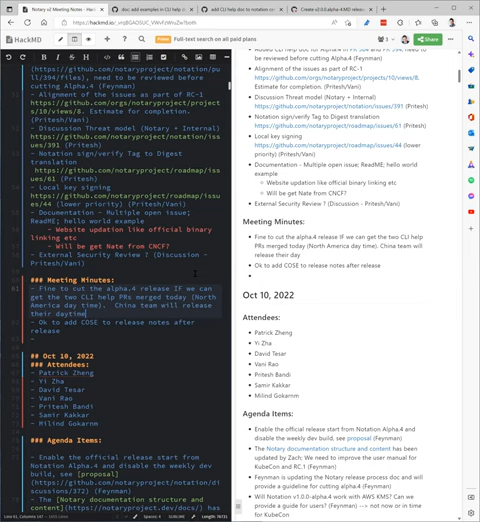 Notary v2 Meeting Notes - Hack
doc: add examples in CLI help d
add CLI help doc to notation c
Create v2.0.0alpha-4.MD releas
HackMD
Full-text search on all paid plans
3
Share
(https://github.com/notaryproject/notation/pu
ll/394/files), need to be reviewed before
cutting Alpha.4 (Feynman)
- Alignment of the issues as part of RC-1
https://github.com/orgs/notaryproject/project
s/10/views/8. Estimate for completion.
(Pritesh/Vani)
- Discussion Threat model (Notary + Internal)
https://github.com/notaryproject/notation/iss
ues/391 (Pritesh)
- Notation sign/verify Tag to Digest
translation
https://github.com/notaryproject/roadmap/iss
ues/61 (Pritesh)
- Local key signing
https://github.com/notaryproject/roadmap/issu
es/44 (lower priority) (Pritesh/Vani)
- Documentation - Multiple open issue;
ReadME; hello world example
- Website updation like official binary
linking etc
- Will be get Nate from CNCF?
- External Security Review ? (Discussion -
Pritesh/Vani)
### Meeting Minutes:
- Fine to cut the alpha.4 release IF we can
get the two CLI help PRs merged today (North
America day time). China team will release
their daytime
- Ok to add COSE to release notes after
release
-
## Oct 10, 2022
### Attendees:
- Patrick Zheng
- Yi Zha
- David Tesar
- Vani Rao
- Pritesh Bandi
- Samir Kakkar
- Milind Gokarnm
### Agenda Items:
- Enable the official release start from
Notation Alpha.4 and disable the weekly dev
build, see [proposal]
(https://github.com/notaryproject/notation/di
scussions/372) (Feynman)
- The [Notary documentation structure and
content](https://notaryproject.dev/docs/) has
be reviewed before cutting Alpha.4 (Feynman)
Alignment of the issues as part of RC-1
https://github.com/orgs/notaryproject/projects/10/views/8.
Estimate for completion. (Pritesh/Vani)
Discussion Threat model (Notary + Internal)
https://github.com/notaryproject/notation/issues/391 (Pritesh)
Notation sign/verify Tag to Digest translation
https://github.com/notaryproject/roadmap/issues/61 (Pritesh)
Local key signing
https://github.com/notaryproject/roadmap/issues/44 (lower
priority) (Pritesh/Vani)
Documentation - Multiple open issue; ReadME; hello world
example
Website updation like official binary linking etc
Will be get Nate from CNCF?
External Security Review ? (Discussion - Pritesh/Vani)
Meeting Minutes:
Fine to cut the alpha.4 release IF we can get the two CLI help
PRs merged today (North America day time). China team will
release their day
Ok to add COSE to release notes after release
Oct 10, 2022
Attendees:
Patrick Zheng
Yi Zha
David Tesar
Vani Rao
Pritesh Bandi
Samir Kakkar
Milind Gokarnm
Agenda Items:
Enable the official release start from Notation Alpha.4 and
disable the weekly dev build, see proposal (Feynman)
The Notary documentation structure and content has been
updated by Zach; We need to improve the user manual for
KubeCon and RC.1 (Feynman)
Feynman is updating the Notary release process doc and will
provide a guideline for cutting alpha4 (Feynman)
Will Notation v1.0.0-alpha.4 work with AWS KMS? Can we
provide a guide for users? (Feynman) --> not now or in time
for KubeCon